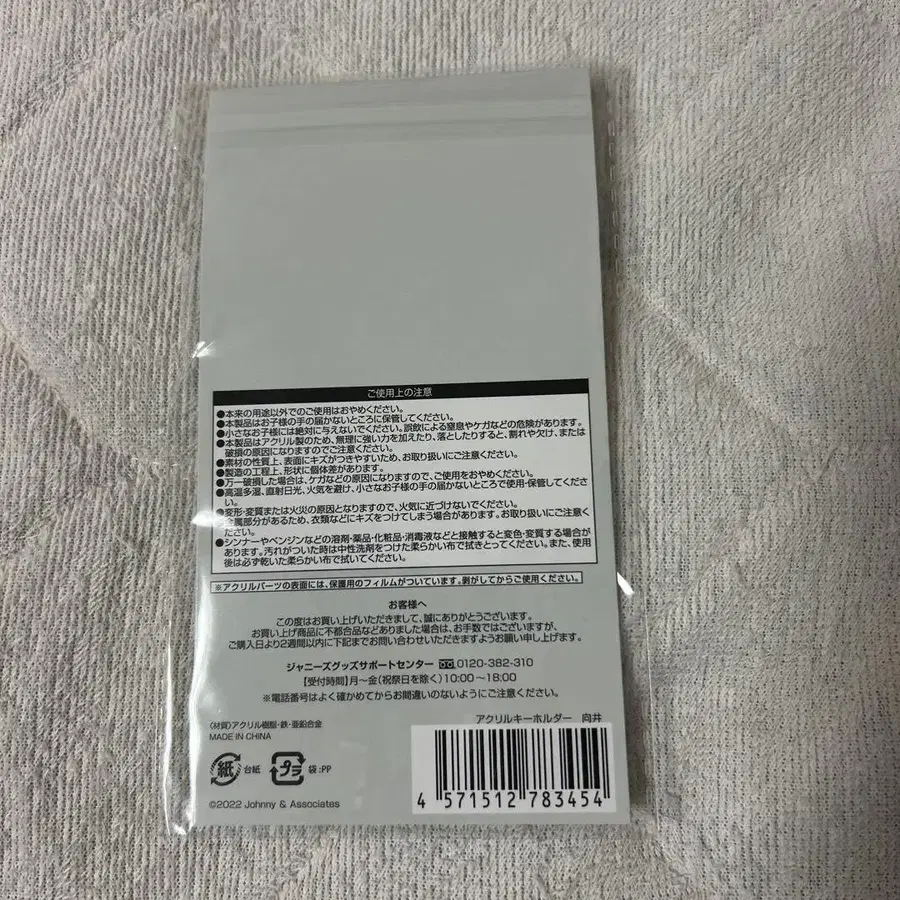 ご使用上の注意
●本来の用途以外でのご使用はおやめください。
●本製品はお子様の手の届かないところに保管してください。
●小さなお子様には絶対に与えないでください。誤飲による窒息やケガなどの危険があります。
●本製品はアクリル製のため、無理に強い力を加えたり、落としたりすると、割れや欠け、または
破損の原因になりますのでご注意ください。
●素材の性質上、表面にキズがつきやすいため、お取り扱いにご注意ください。
●製造の工程上、形状に個体差があります。
●万一破損した場合は、ケガなどの原因になりますので、ご使用をおやめください。
●高温多湿、直射日光、火気を避け、小さなお子様の手の届かないところで使用・保管してくださ
い。
●変形・変質または火災の原因となりますので、火気に近づけないでください。
金属部分があるため、衣類などにキズをつけてしまう場合があります。お取り扱いにご注意
ください。
●シンナーやベンジンなどの溶剤・薬品・化粧品・消毒液などと接触すると変色・変質する場合が
あります。汚れがついた時は中性洗剤をつけた柔らかい布で拭きとってください。また、使用
後は必ず乾いた柔らかい布で拭いてください。
※アクリルパーツの表面には、保護用のフィルムがついています。剥がしてからご使用ください。
お客様へ
この度はお買い上げいただきまして、誠にありがとうございます。
お買い上げ商品に不都合品などありました場合は、お手数ではございますが、
ご購入日より2週間以内に下記までお問い合わせいただきますようお願い申し上げます。
ジャニーズグッズサポートセンター 0120-382-310
【受付時間】月~金(祝祭日を除く)10:00~18:00
※電話番号はよく確かめてからお間違いのないようにご注意ください。
アクリルキーホルダー 向井
〈材質〉アクリル樹脂・鉄・亜鉛合金
MADE IN CHINA
紙 台紙 プラ 袋:PP
4 571512 783454
©2022 Johnny & Associates